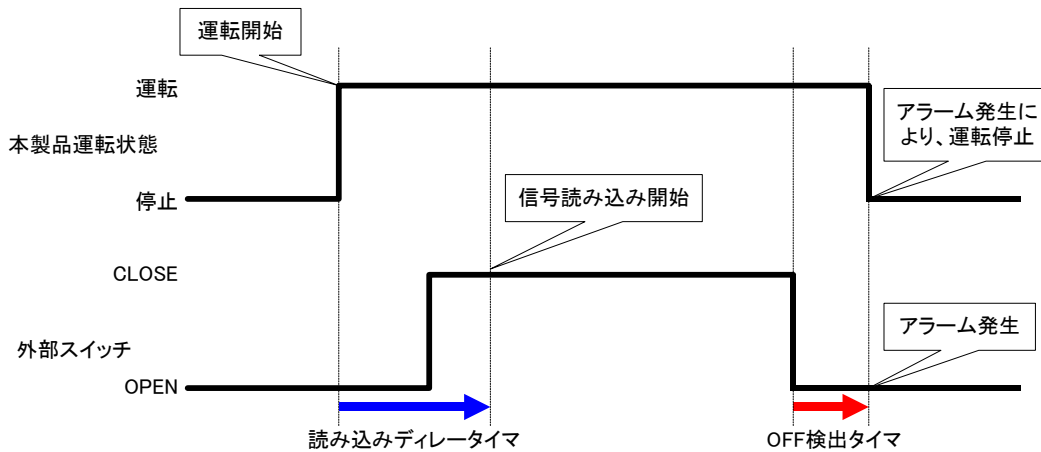 運転開始
運転
本製品運転状態
停止
アラーム発生に
より、運転停止
信号読み込み開始
CLOSE
外部スイッチ
OPEN
アラーム発生
読み込みディレータイマ
OFF検出タイマ